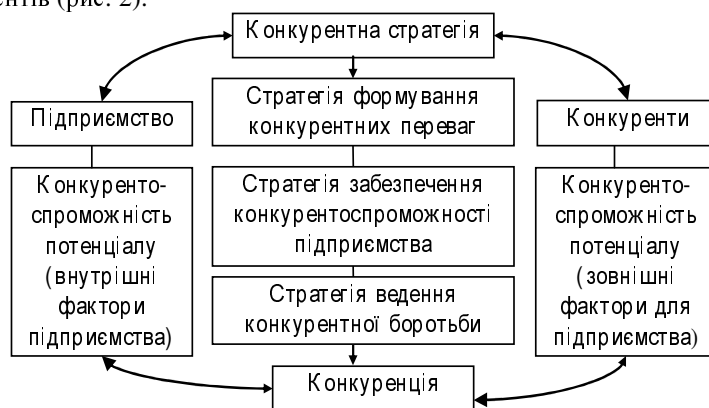 ентів (рис. 2).
Конкурентна стратегія
Підприємство
Стратегія формування
конкурентних переваг
Конкуренти
Конкуренто-
спроможність
потенціалу
(внутрішні
фактори
підприємства)
Стратегія забезпечення
конкурентоспроможності
підприємства
Стратегія ведення
конкурентної боротьби
Конкуренто-
спроможність
потенціалу
(зовнішні
фактори для
підприємства)
Конкуренція